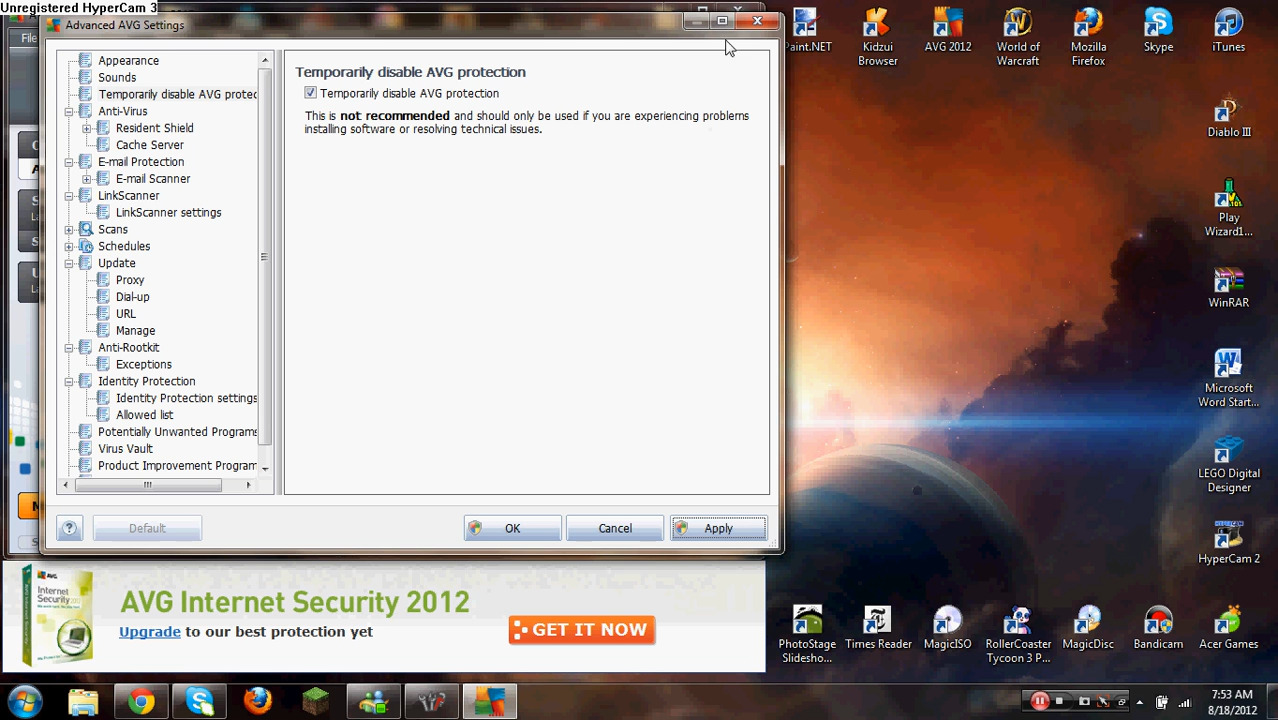 Unregistered HyperCam 3
Advanced AVG Settings
File
Appearance
Sounds
Temporarily disable AVG protec
Anti-Virus
Resident Shield
Cache Server
E-mail Protection
E-mail Scanner
LinkScanner
LinkScanner settings
Scans
Schedules
Update
Proxy
Dial-up
URL
Manage
Anti-Rootkit
Exceptions
Identity Protection
Identity Protection settings
Allowed list
Potentially Unwanted Programs
Virus Vault
Product Improvement Program
Temporarily disable AVG protection
Temporarily disable AVG protection
This is not recommended and should only be used if you are experiencing problems
installing software or resolving technical issues.
?
Default
OK
Cancel
Apply
AVG
Internet
Security
AVG Internet Security 2012
Upgrade to our best protection yet
GET IT NOW
Paint.NET
Kidzui
Browser
AVG 2012
World of
Warcraft
Mozilla
Firefox
Skype
iTunes
Diablo III
Play
Wizard1...
WinRAR
Microsoft
Word Start...
LEGO Digital
Designer
HyperCam 2
PhotoStage
Slidesho...
Times Reader
MagicISO
RollerCoaster
Tycoon 3 P...
MagicDisc
Bandicam
Acer Games
7:53 AM
8/18/2012